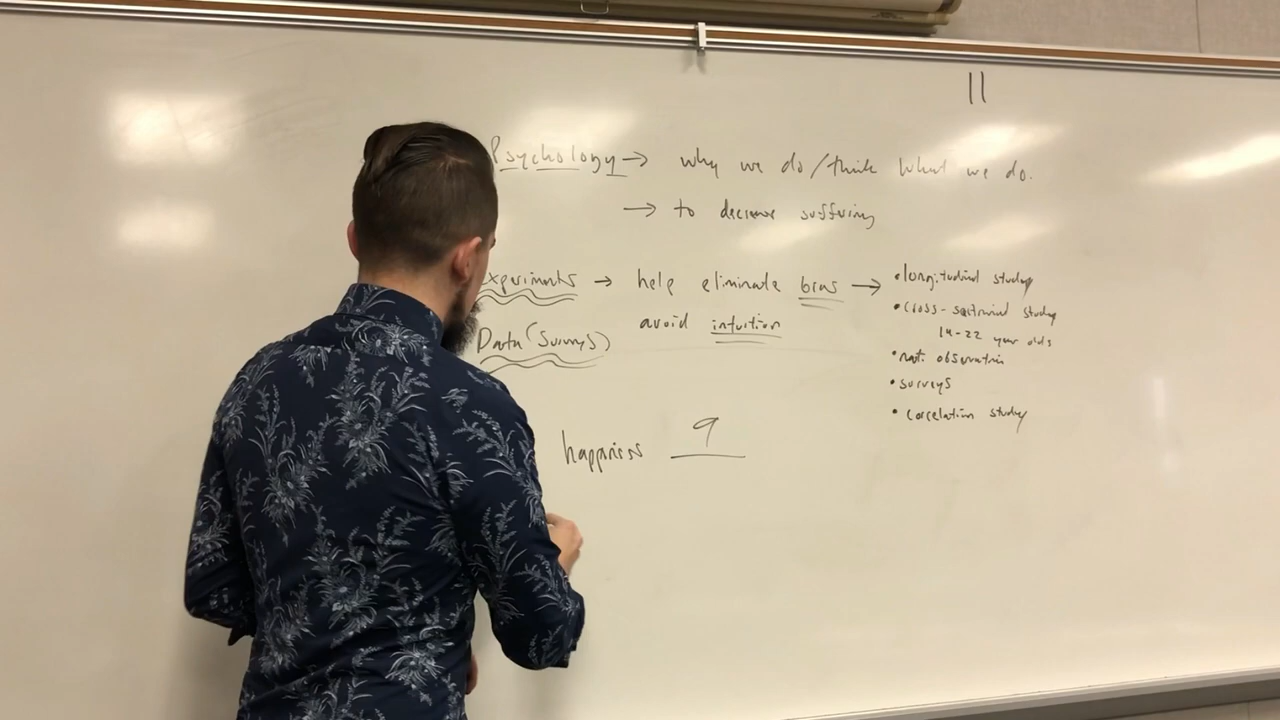 ||
Psychology → why we do/think what we do.
→ to decrease suffering
xperiments → help eliminate bias →
avoid intuition
Data (surveys)
• longitudinal study
• cross-sectional study
14-22 year olds
• nat. observation
• surveys
• correlation study
happiness 9